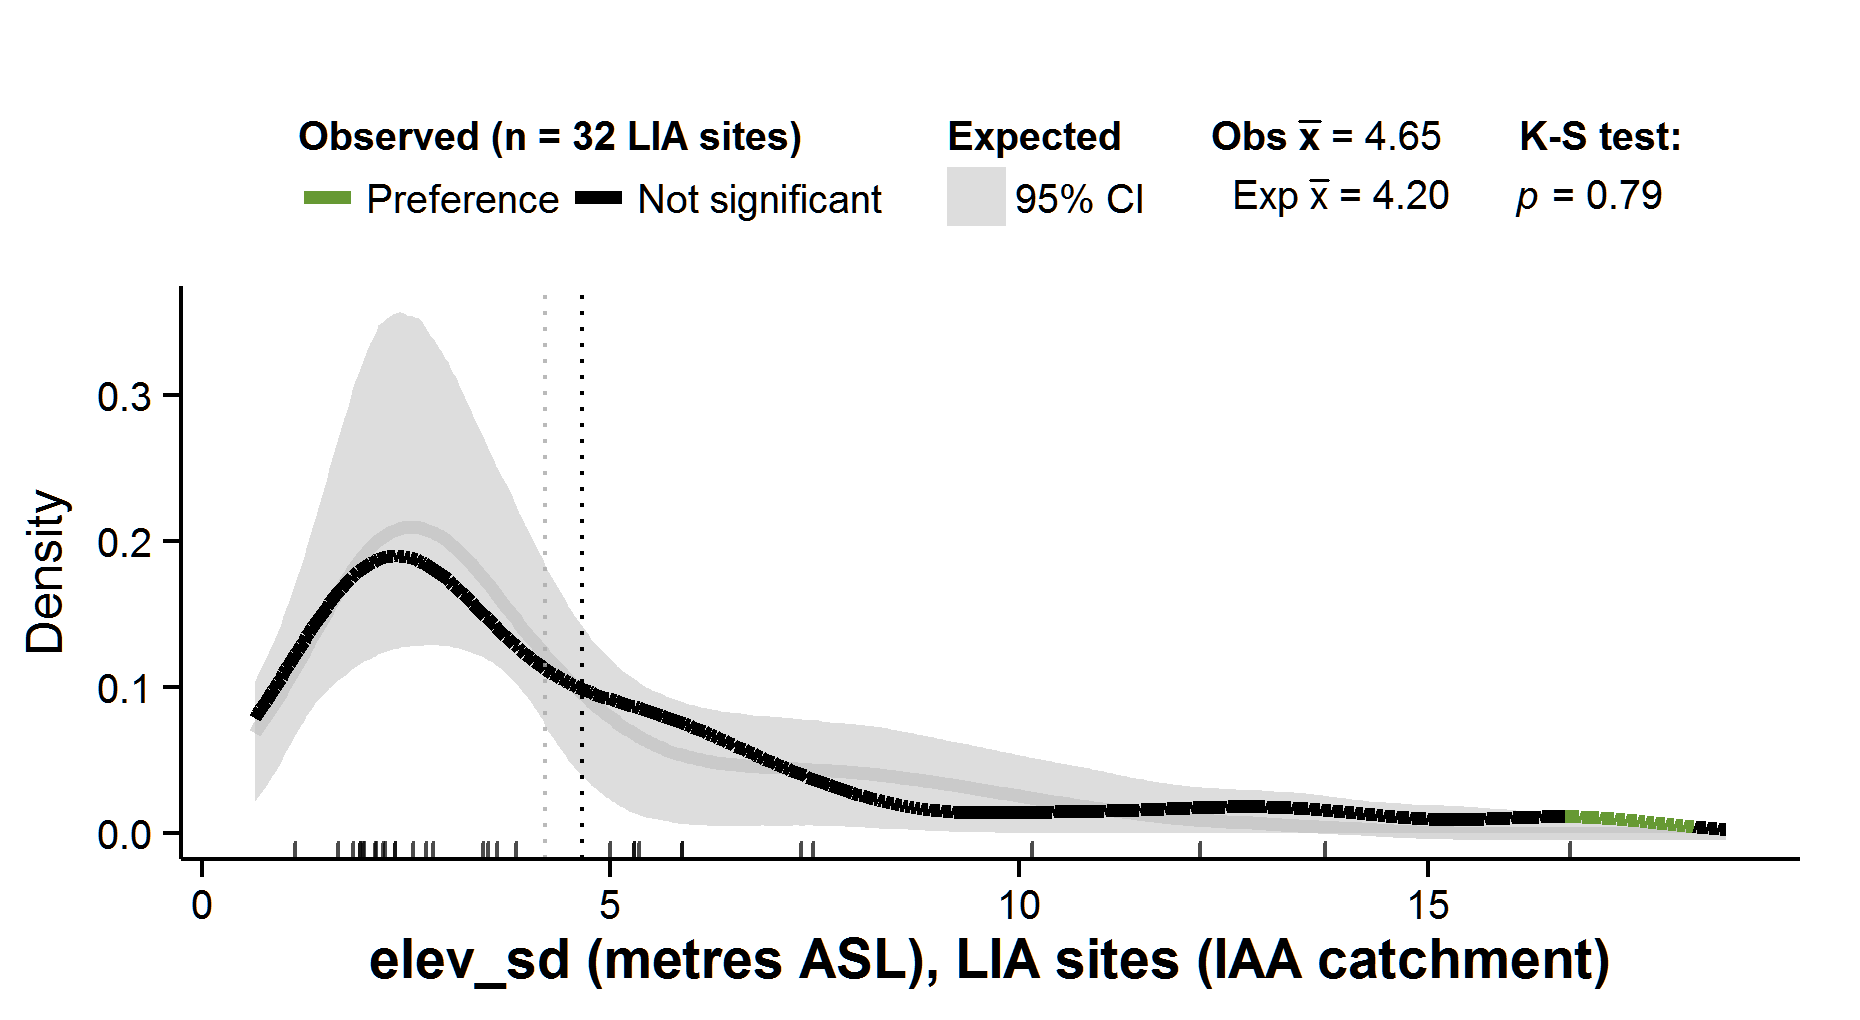 Observed (n = 32 LIA sites) Expected Obs x̅ = 4.65 K-S test:
Preference Not significant 95% CI Exp x̅ = 4.20 p = 0.79
Density
0.3
0.2
0.1
0.0
0 5 10 15
elev_sd (metres ASL), LIA sites (IAA catchment)